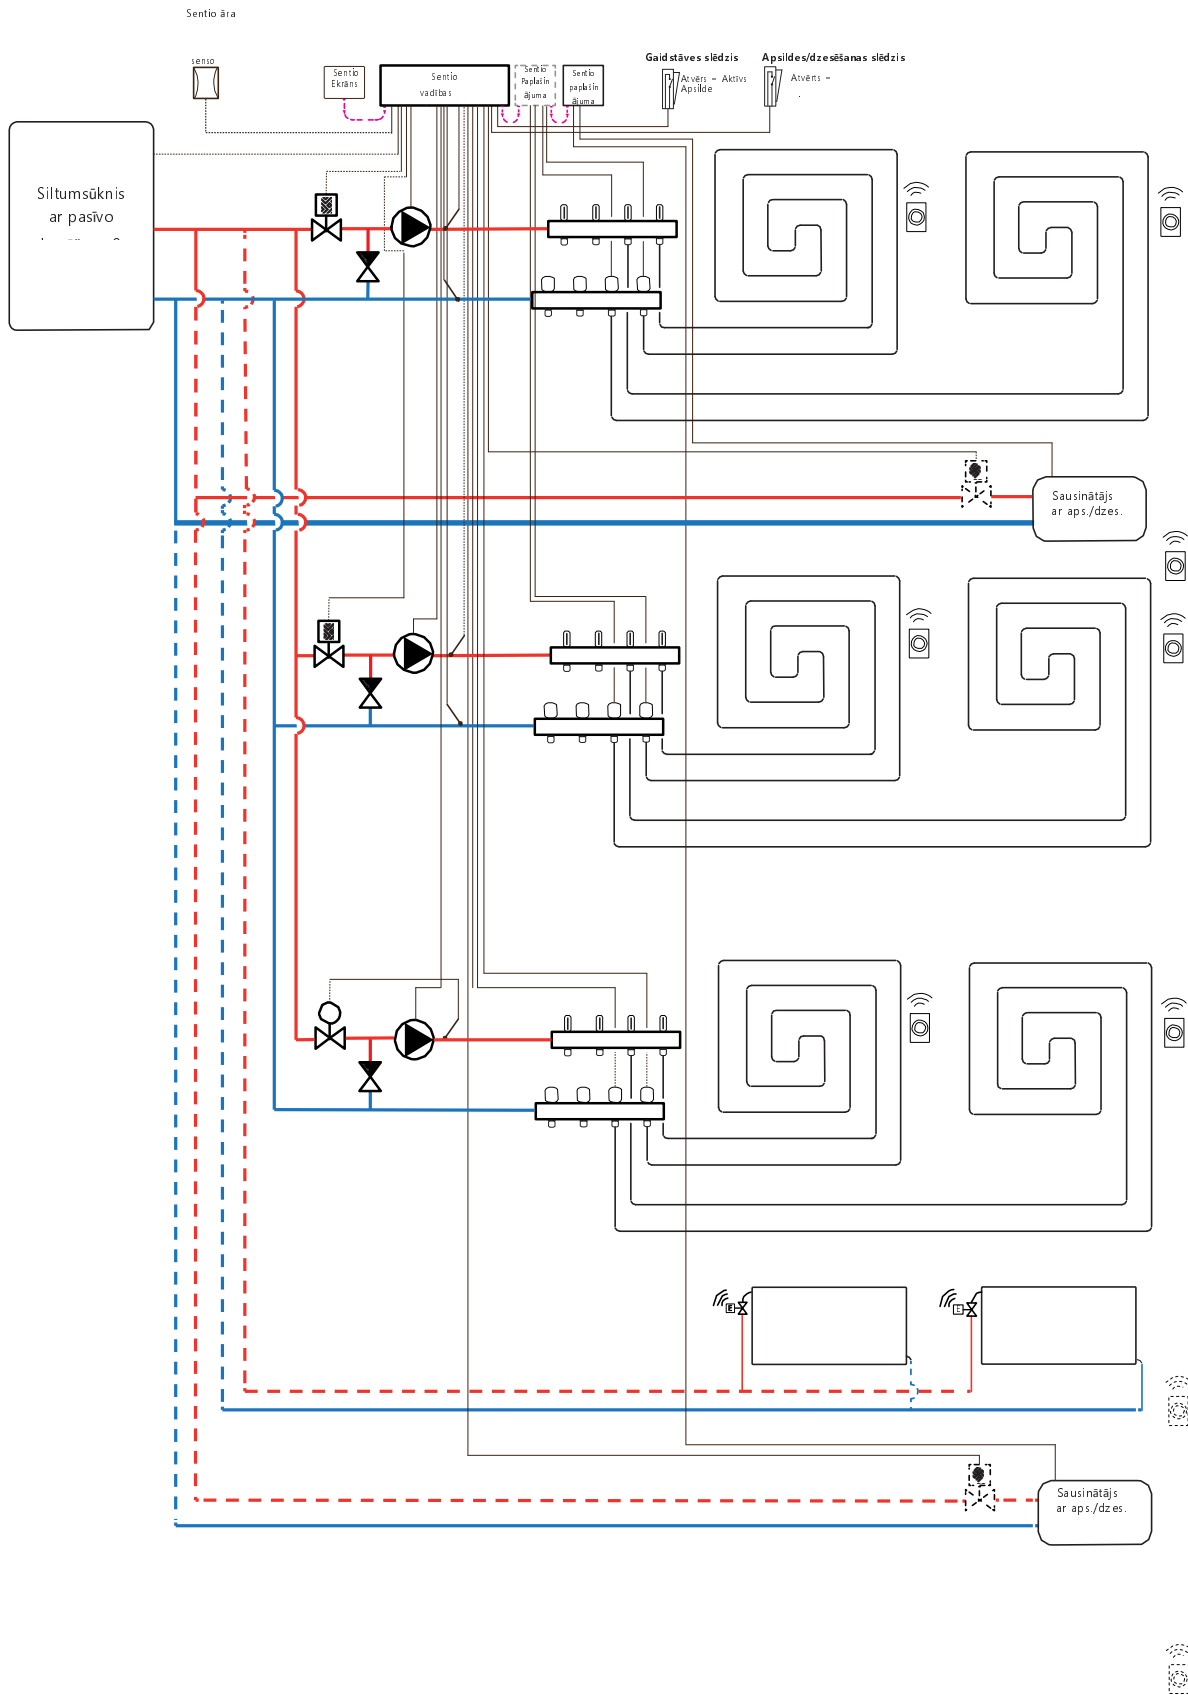 Sentio āra
senso
Sentio
Ekrāns
Sentio
vadības
Sentio
Paplašin
ājuma
Sentio
paplašin
ājuma
Gaidstāves slēdzis
Atvērs – Aktīvs
Apsilde
Apsildes/dzesēšanas slēdzis
Atvērts –
.
Siltumsūknis
ar pasīvo
Sausinātājs
ar aps./dzes.
E
E
Sausinātājs
ar aps./dzes.